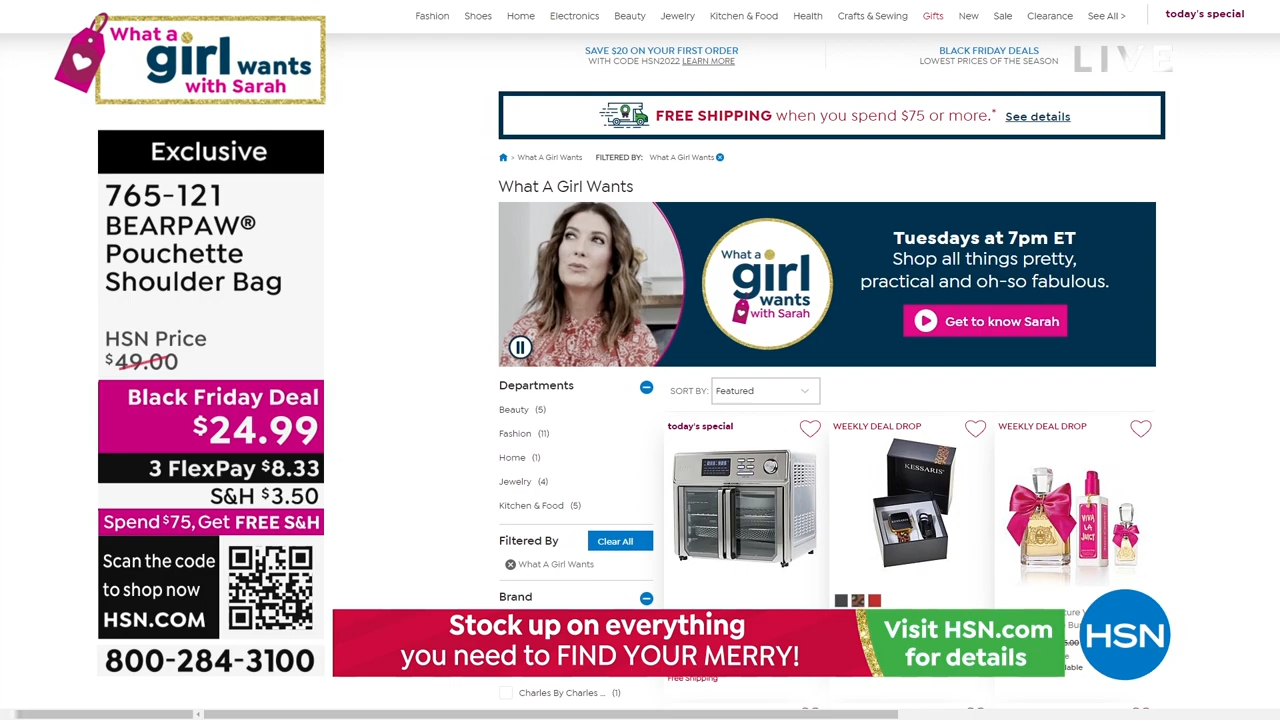 Fashion Shoes Home Electronics Beauty Jewelry Kitchen & Food Health Crafts & Sewing Gifts New Sale Clearance See All > today's special
What a
girl wants
with Sarah
SAVE $20 ON YOUR FIRST ORDER
WITH CODE HSN2022 LEARN MORE
BLACK FRIDAY DEALS
LOWEST PRICES OF THE SEASON
LIVE
FREE SHIPPING when you spend $75 or more.* See details
> What A Girl Wants FILTERED BY: What A Girl Wants
What A Girl Wants
What a
girl
wants
with Sarah
Tuesdays at 7pm ET
Shop all things pretty,
practical and oh-so fabulous.
Get to know Sarah
Exclusive
765-121
BEARPAW®
Pouchette
Shoulder Bag
HSN Price
$49.00
Black Friday Deal
$24.99
3 FlexPay $8.33
S&H $3.50
Spend $75, Get FREE S&H
Scan the code
to shop now
HSN.COM
800-284-3100
Departments
Beauty (5)
Fashion (11)
Home (1)
Jewelry (4)
Kitchen & Food (5)
Filtered By
Clear All
What A Girl Wants
Brand
Charles By Charles ... (1)
SORT BY: Featured
today's special
WEEKLY DEAL DROP
WEEKLY DEAL DROP
KESSARIS
VIVA
LA
JUICY
Free Shipping
Stock up on everything
you need to FIND YOUR MERRY!
Visit HSN.com
for details
HSN